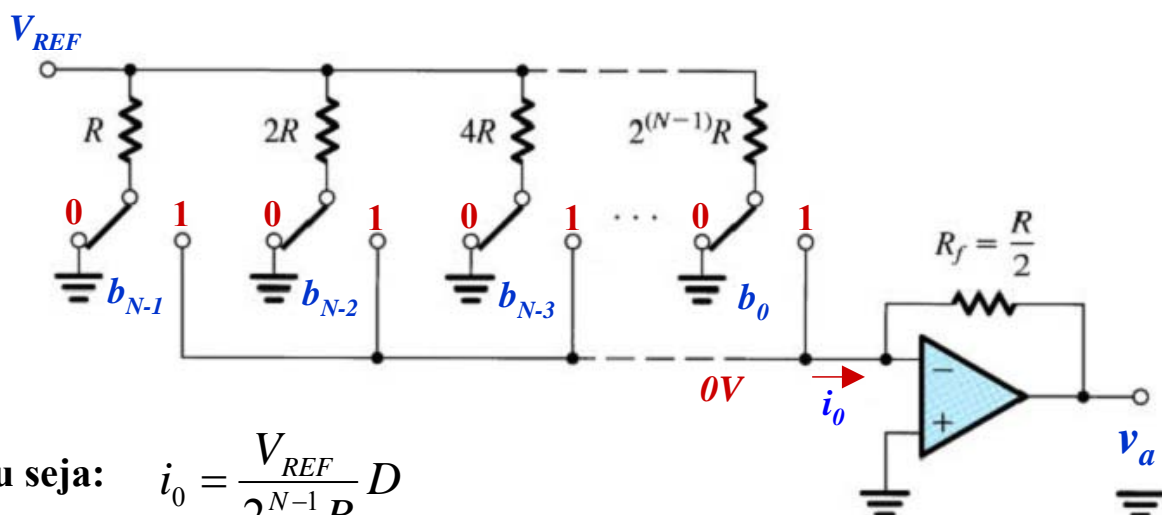 V_REF
R 2R 4R 2^(N−1)R
0 1 0 1 0 1 ... 0 1
b_N-1 b_N-2 b_N-3 b_0
R_f = R/2
0V i_0
− +
v_a
u seja: i_0 = V_REF / 2^N−1 R D